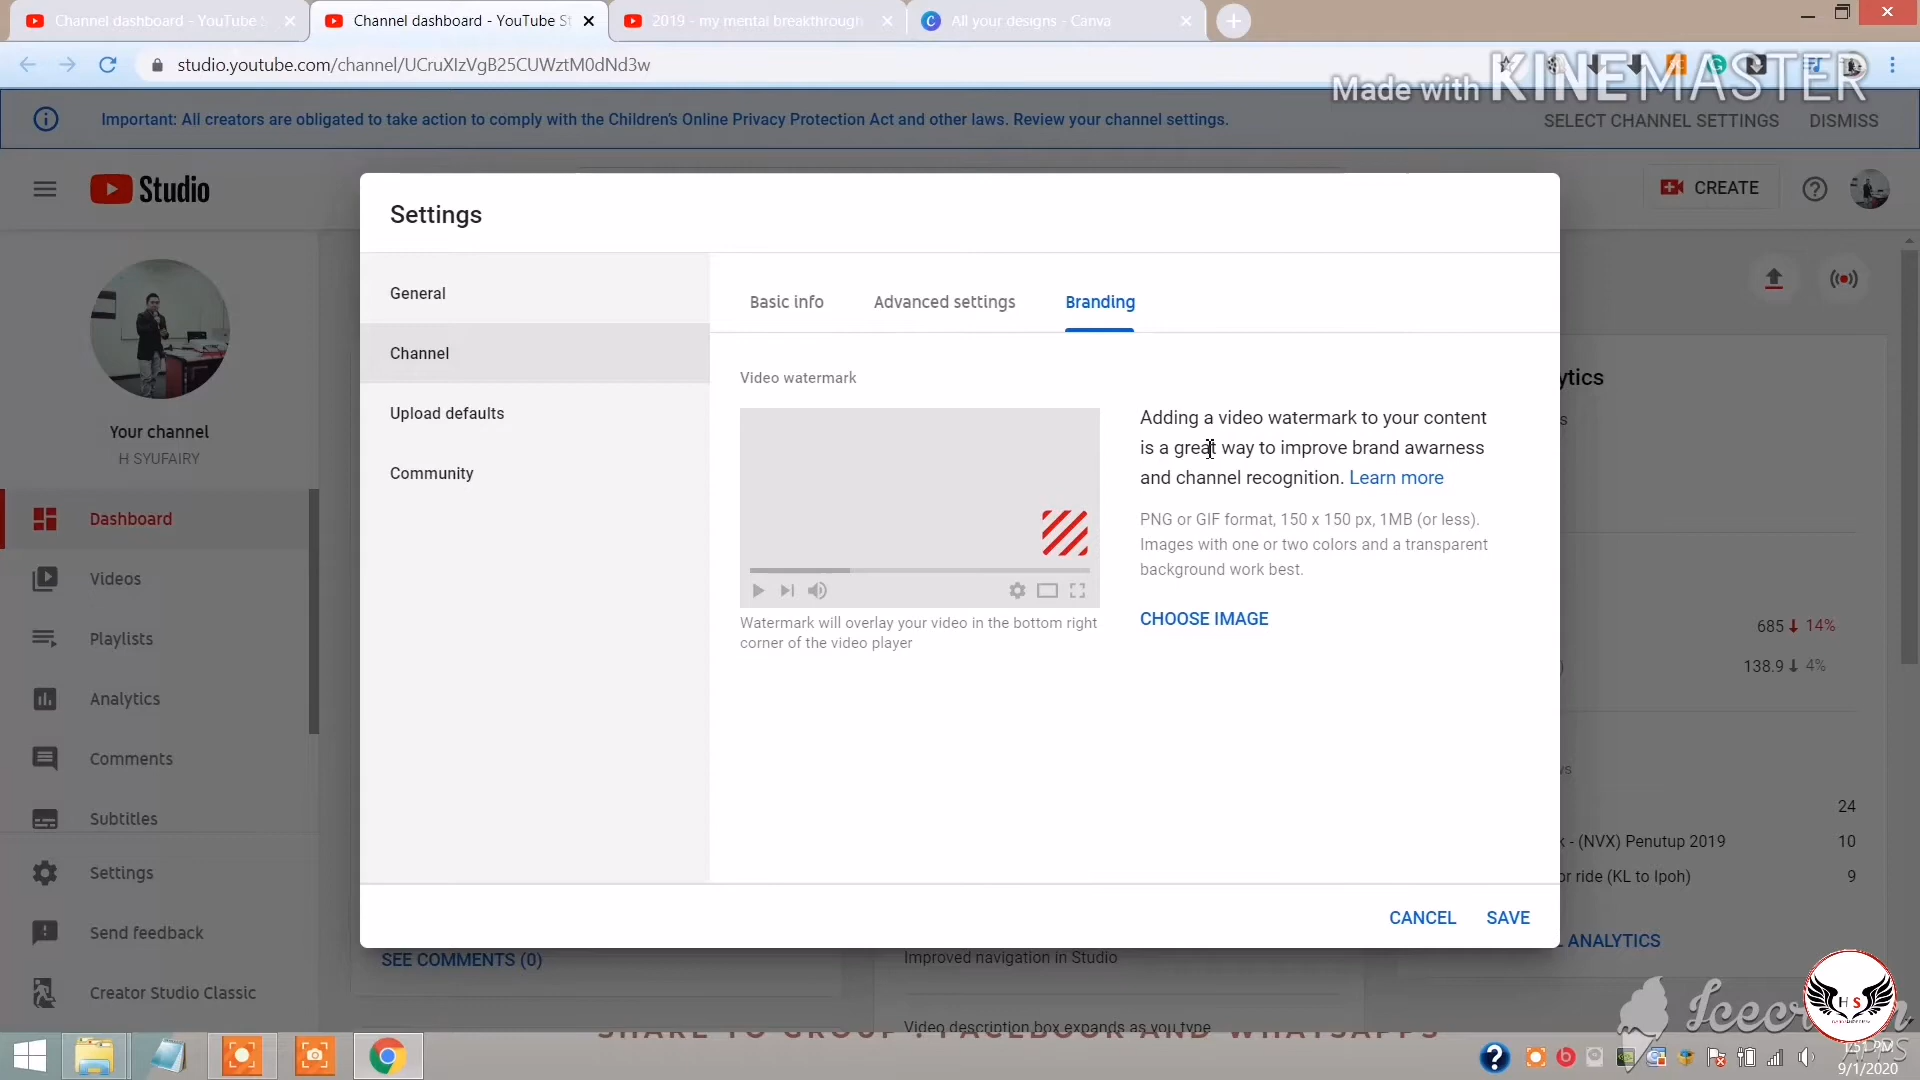 Channel dashboard - YouTube S
Channel dashboard - YouTube St
2019 - my mental breakthrough
All your designs - Canva
studio.youtube.com/channel/UCruXIzVgB25CUWztM0dNd3w
Made with KINEMASTER
Important: All creators are obligated to take action to comply with the Children's Online Privacy Protection Act and other laws. Review your channel settings.
SELECT CHANNEL SETTINGS
DISMISS
Studio
CREATE
Settings
General
Channel
Upload defaults
Community
Basic info
Advanced settings
Branding
Video watermark
Adding a video watermark to your content
is a great way to improve brand awarness
and channel recognition. Learn more
PNG or GIF format, 150 x 150 px, 1MB (or less).
Images with one or two colors and a transparent
background work best.
CHOOSE IMAGE
Watermark will overlay your video in the bottom right
corner of the video player
CANCEL
SAVE
Your channel
H SYUFAIRY
Dashboard
Videos
Playlists
Analytics
Comments
Subtitles
Settings
Send feedback
Creator Studio Classic
ytics
s
685 14%
138.9 4%
ws
24
k - (NVX) Penutup 2019
10
or ride (KL to Ipoh)
9
ANALYTICS
SEE COMMENTS (0)
Improved navigation in Studio
Video description box expands as you type
SHARE TO GROUP : FACEBOOK AND WHATSAPPS
H S
APPS
1:51 PM
9/1/2020